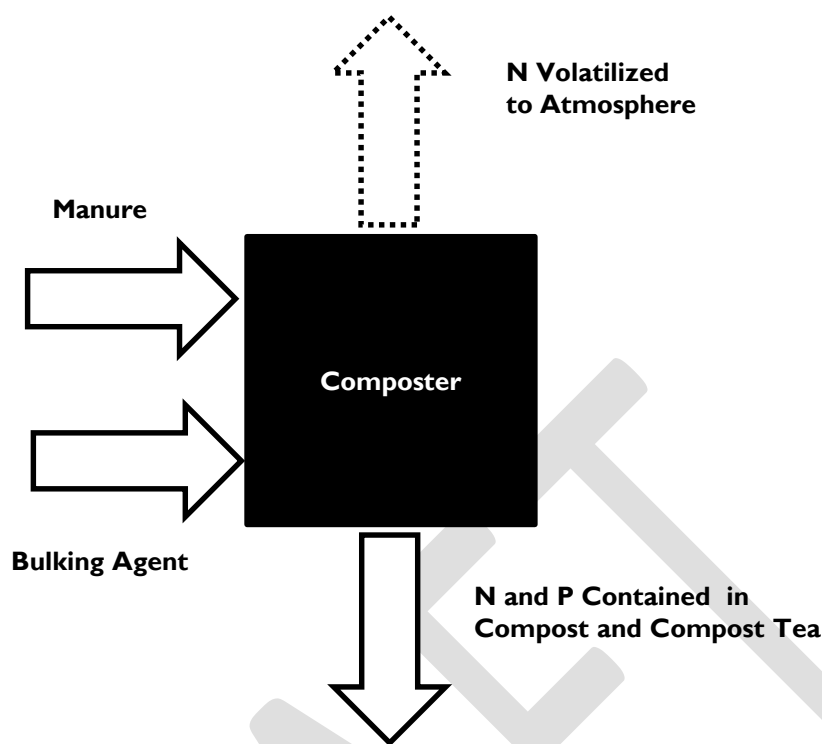 N Volatilized
to Atmosphere
Manure
Composter
Bulking Agent
N and P Contained in
Compost and Compost Tea